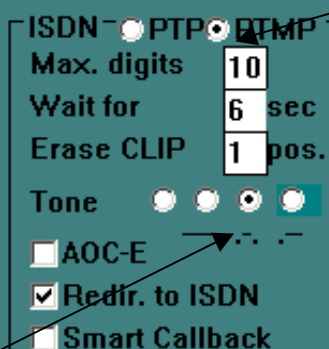 ISDN PTP PTMP
Max. digits 10
Wait for 6 sec
Erase CLIP 1 pos.
Tone
AOC-E
Redir. to ISDN
Smart Callback